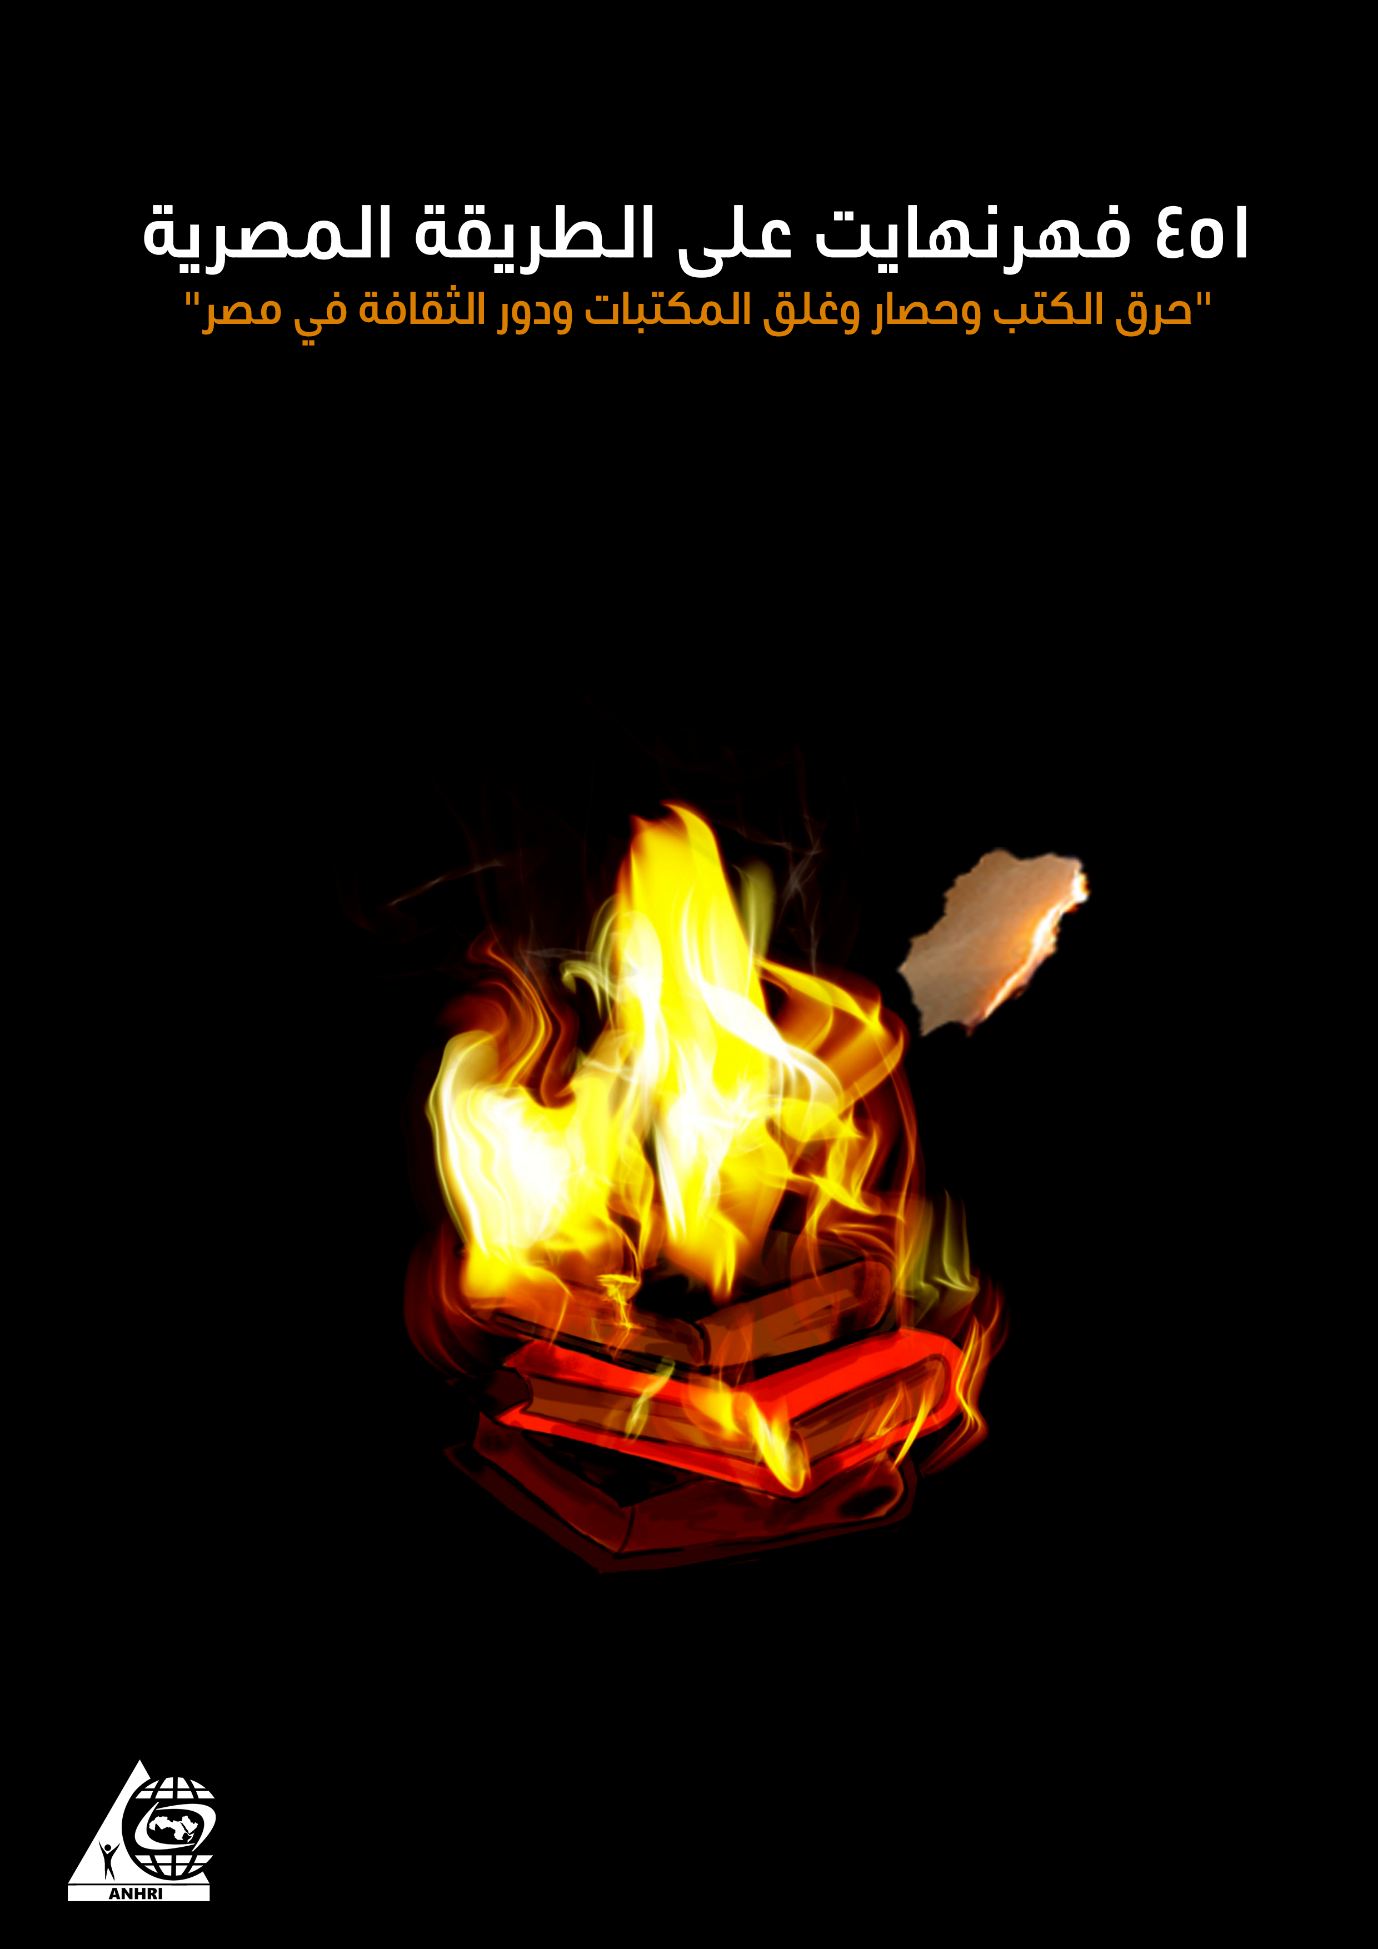 ٤٥١ فهرنهايت على الطريقة المصرية
"حرق الكتب وحصار وغلق المكتبات ودور الثقافة في مصر"
ANHRI